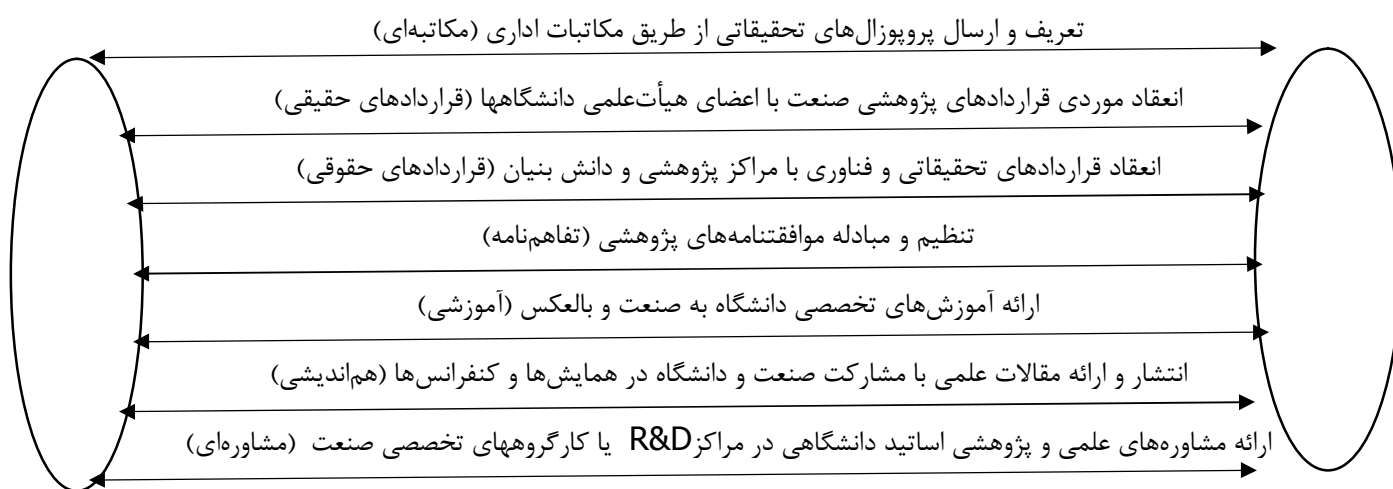 تعریف و ارسال پروپوزال‌های تحقیقاتی از طریق مکاتبات اداری (مکاتبه‌ای)
انعقاد موردی قراردادهای پژوهشی صنعت با اعضای هیأت‌علمی دانشگاهها (قراردادهای حقیقی)
انعقاد قراردادهای تحقیقاتی و فناوری با مراکز پژوهشی و دانش بنیان (قراردادهای حقوقی)
تنظیم و مبادله موافقتنامه‌های پژوهشی (تفاهم‌نامه)
ارائه آموزش‌های تخصصی دانشگاه به صنعت و بالعکس (آموزشی)
انتشار و ارائه مقالات علمی با مشارکت صنعت و دانشگاه در همایش‌ها و کنفرانس‌ها (هم‌اندیشی)
ارائه مشاوره‌های علمی و پژوهشی اساتید دانشگاهی در مراکز R&D یا کارگروههای تخصصی صنعت (مشاوره‌ای)